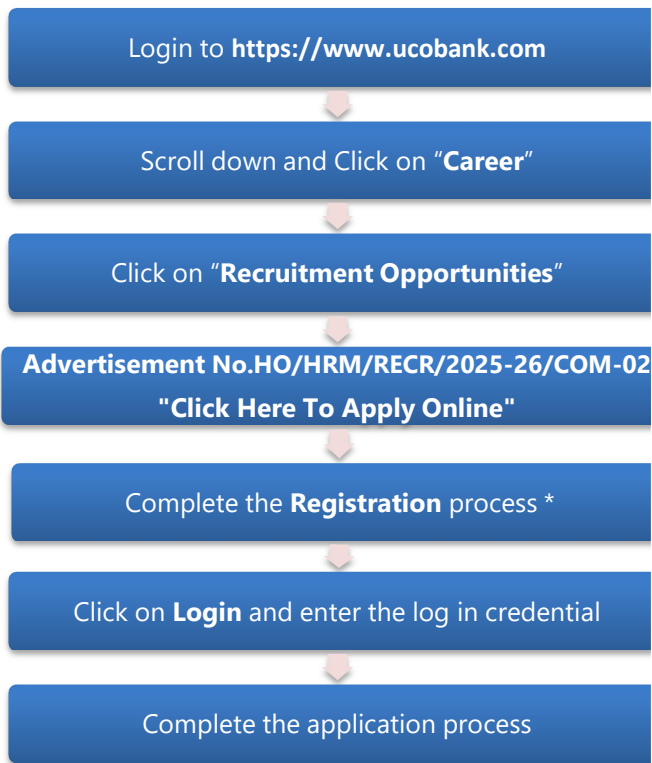 Login to https://www.ucobank.com
Scroll down and Click on “Career”
Click on “Recruitment Opportunities”
Advertisement No.HO/HRM/RECR/2025-26/COM-02
"Click Here To Apply Online"
Complete the Registration process *
Click on Login and enter the log in credential
Complete the application process